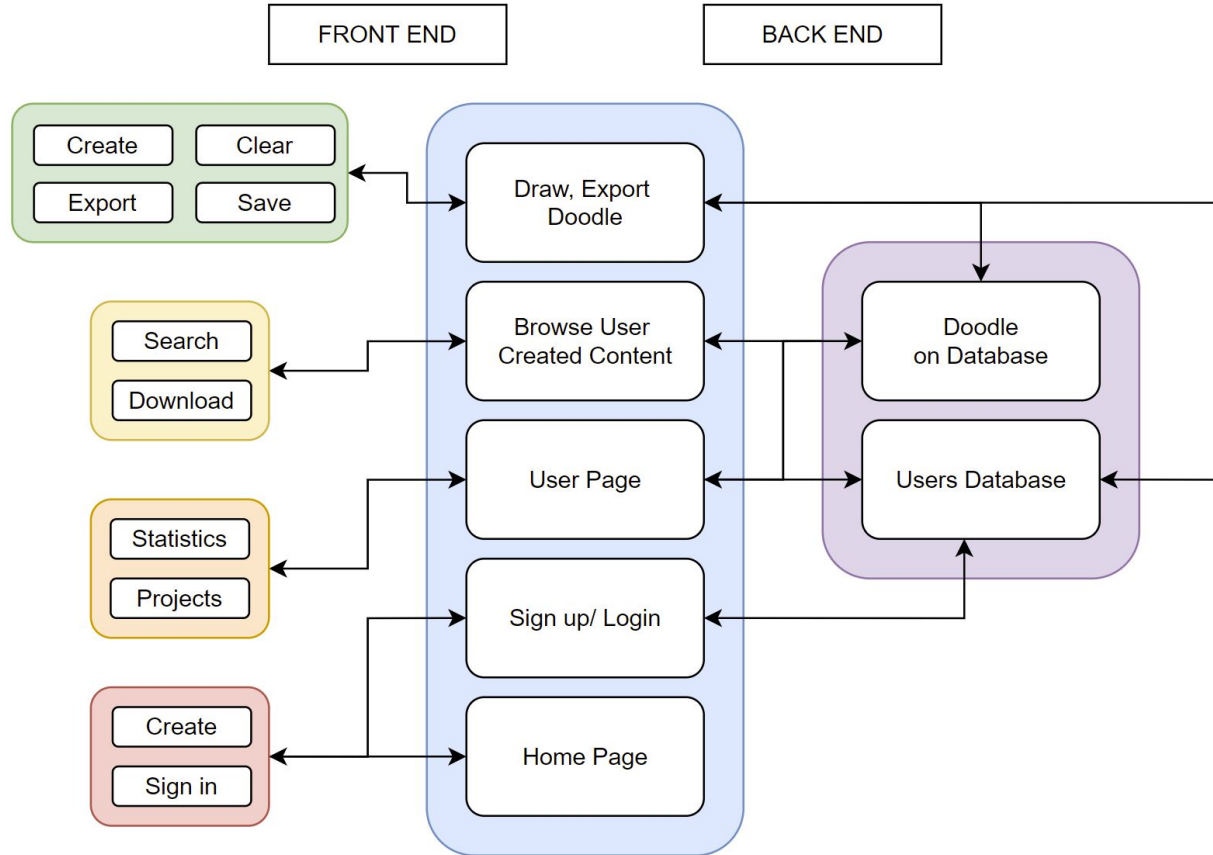 FRONT END
BACK END
Create
Clear
Export
Save
Draw, Export
Doodle
Search
Download
Browse User
Created Content
Doodle
on Database
Statistics
Projects
User Page
Users Database
Create
Sign in
Sign up/ Login
Home Page